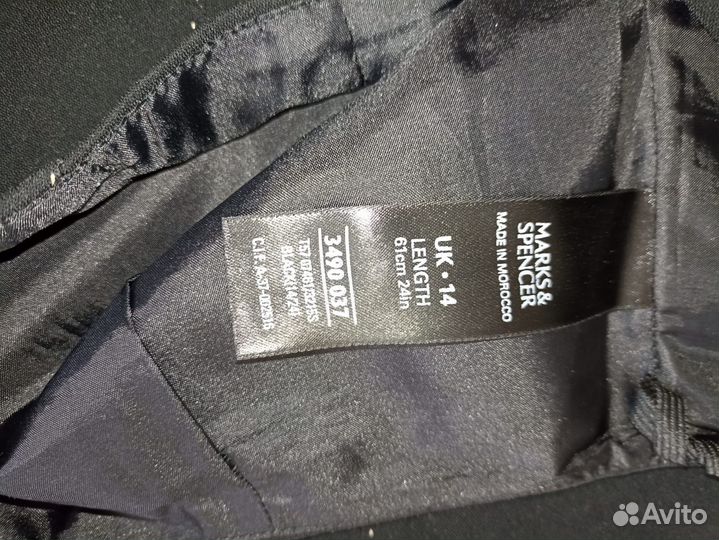 MARKS &
SPENCER
MADE IN MOROCCO
UK • 14
LENGTH
61cm 24in
3490 037
BLACK
C.I.F.
Avito